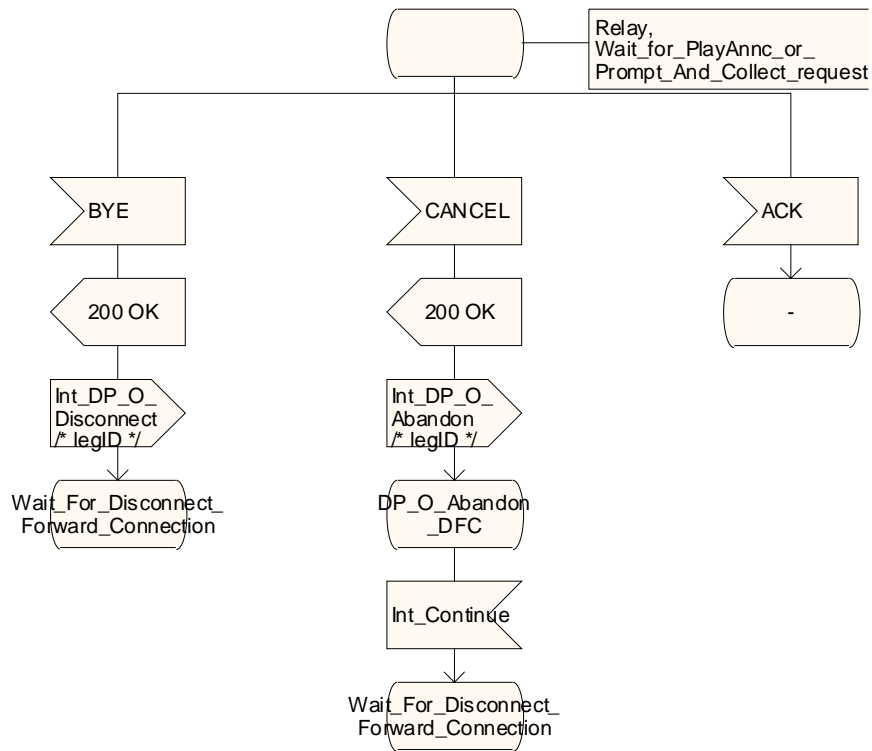 Relay,
Wait_for_PlayAnnc_or_
Prompt_And_Collect_request
BYE
CANCEL
ACK
200 OK
200 OK
-
Int_DP_O_
Disconnect
/* legID */
Int_DP_O_
Abandon
/* legID */
Wait_For_Disconnect_
Forward_Connection
DP_O_Abandon
_DFC
Int_Continue
Wait_For_Disconnect_
Forward_Connection